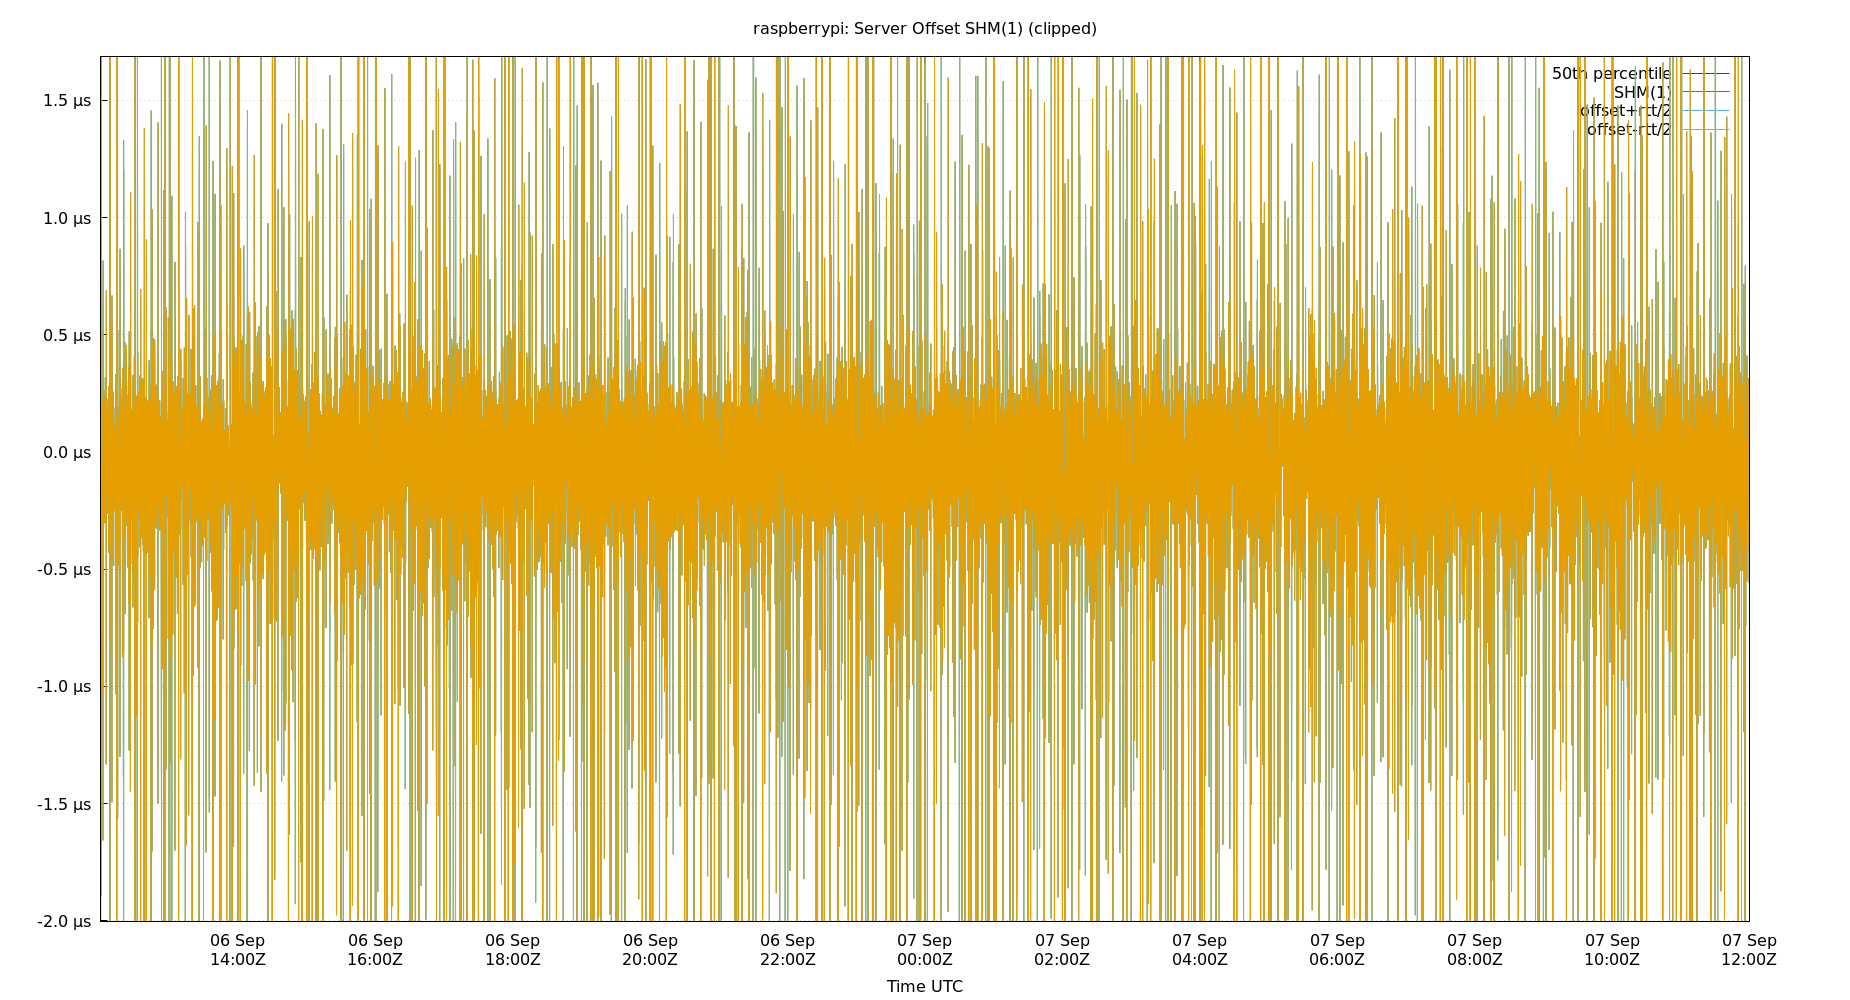 raspberrypi: Server Offset SHM(1) (clipped)
50th percentile
SHM(1)
offset+rtt/2
offset-rtt/2
1.5 µs
1.0 µs
0.5 µs
0.0 µs
-0.5 µs
-1.0 µs
-1.5 µs
-2.0 µs
06 Sep 06 Sep 06 Sep 06 Sep 06 Sep 07 Sep 07 Sep 07 Sep 07 Sep 07 Sep 07 Sep 07 Sep
14:00Z 16:00Z 18:00Z 20:00Z 22:00Z 00:00Z 02:00Z 04:00Z 06:00Z 08:00Z 10:00Z 12:00Z
Time UTC